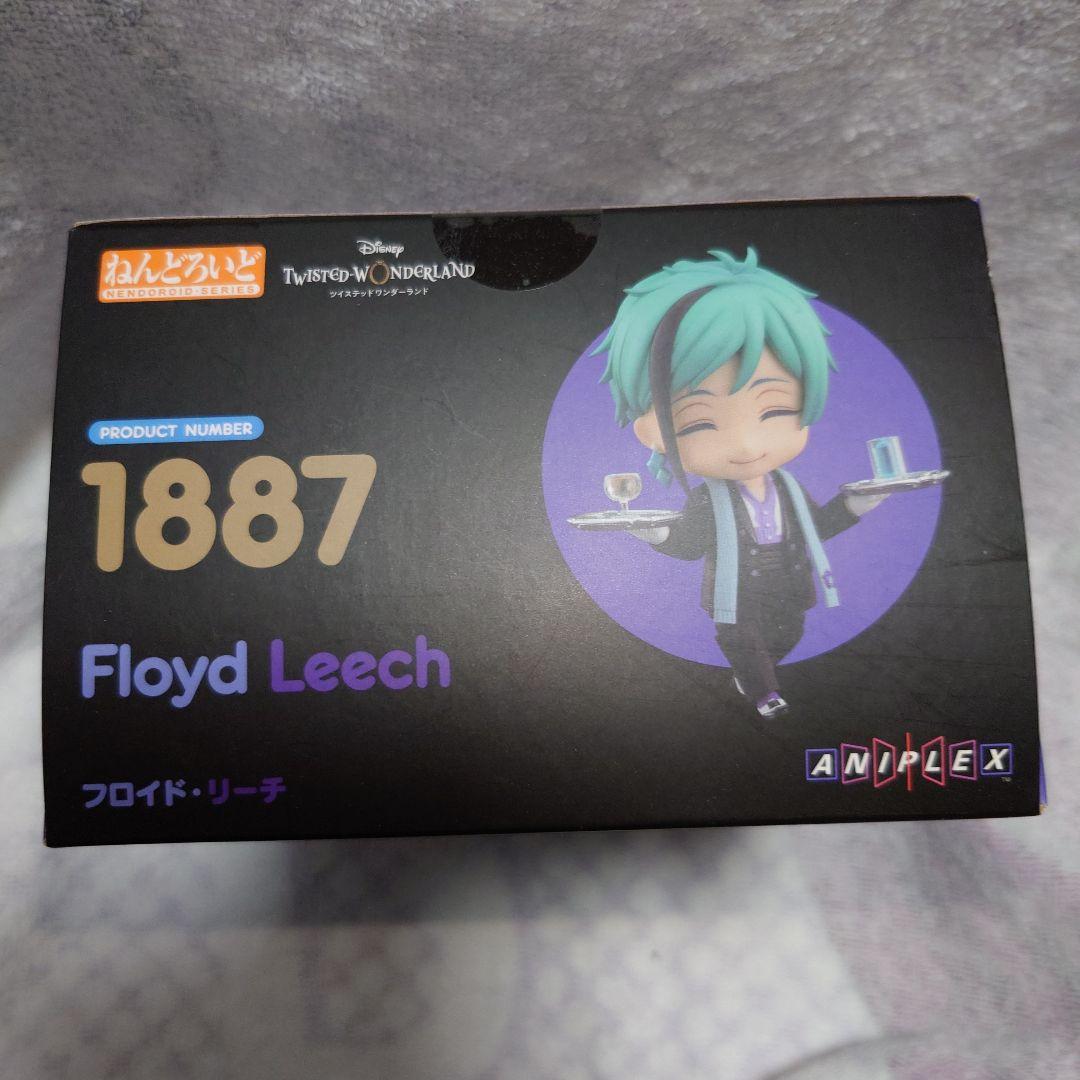 ねんどろいど
NENDOROID·SERIES
Disney
TWISTED-WONDERLAND
ツイステッドワンダーランド
PRODUCT NUMBER
1887
Floyd Leech
フロイド・リーチ
ANIPLEX
TM